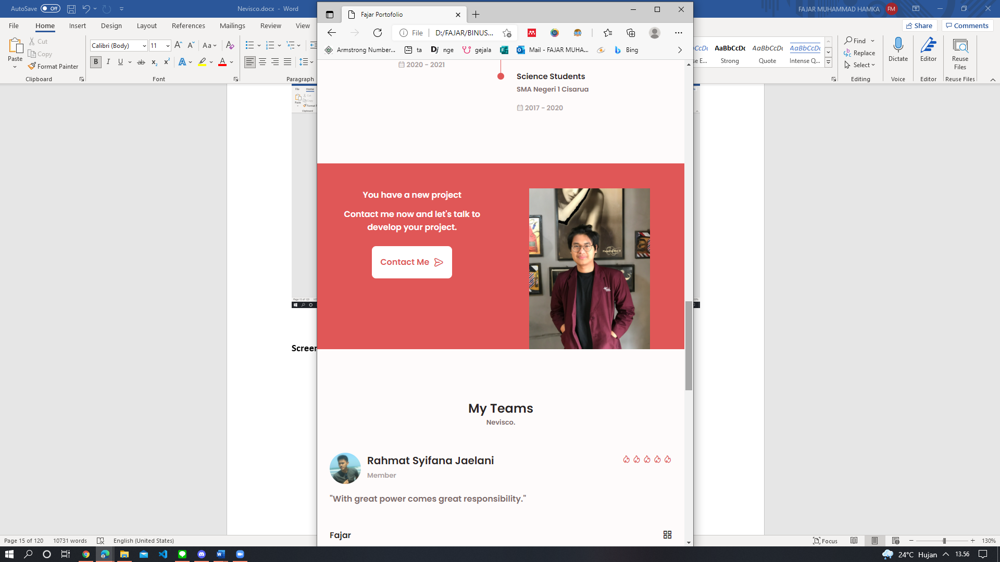 AutoSave Off
Nevisco.docx - Word
FAJAR MUHAMMAD HAMKA FM
File Home Insert Design Layout References Mailings Review View
Share Comments
Paste
Cut
Copy
Format Painter
Clipboard
Calibri (Body) 11
Font
Paragraph
Strong
AaBbCcDc
Quote
AaBbCcDc
Intense Q...
AaBbCcDc
Find
Replace
Select
Editing
Dictate
Voice
Editor
Editor
Reuse
Files
Reuse Files
Fajar Portofolio
File D:/FAJAR/BINUS...
Armstrong Number... ta nge gejala Mail - FAJAR MUHA... Bing
2020 - 2021
Science Students
SMA Negeri 1 Cisarua
2017 - 2020
You have a new project
Contact me now and let's talk to
develop your project.
Contact Me
My Teams
Nevisco.
Rahmat Syifana Jaelani
Member
"With great power comes great responsibility."
Fajar
Screen
Page 15 of 120 10731 words English (United States)
Focus 130%
24°C Hujan 13.56